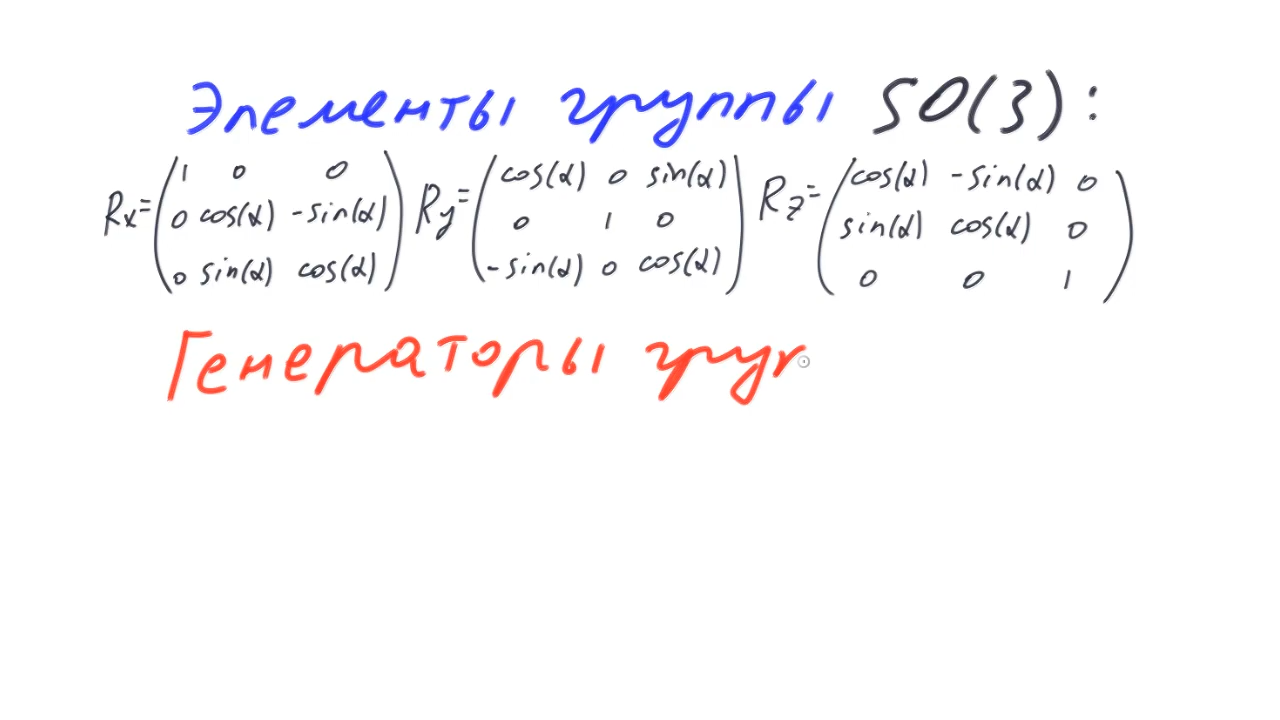 Элементы группы SO(3):
Rx= (1 0 0 Ry= (cos(α) 0 sin(α) Rz= (cos(α) -sin(α) 0
0 cos(α) -sin(α) 0 1 0 sin(α) cos(α) 0
0 sin(α) cos(α)) -sin(α) 0 cos(α)) 0 0 1)
Генераторы груп